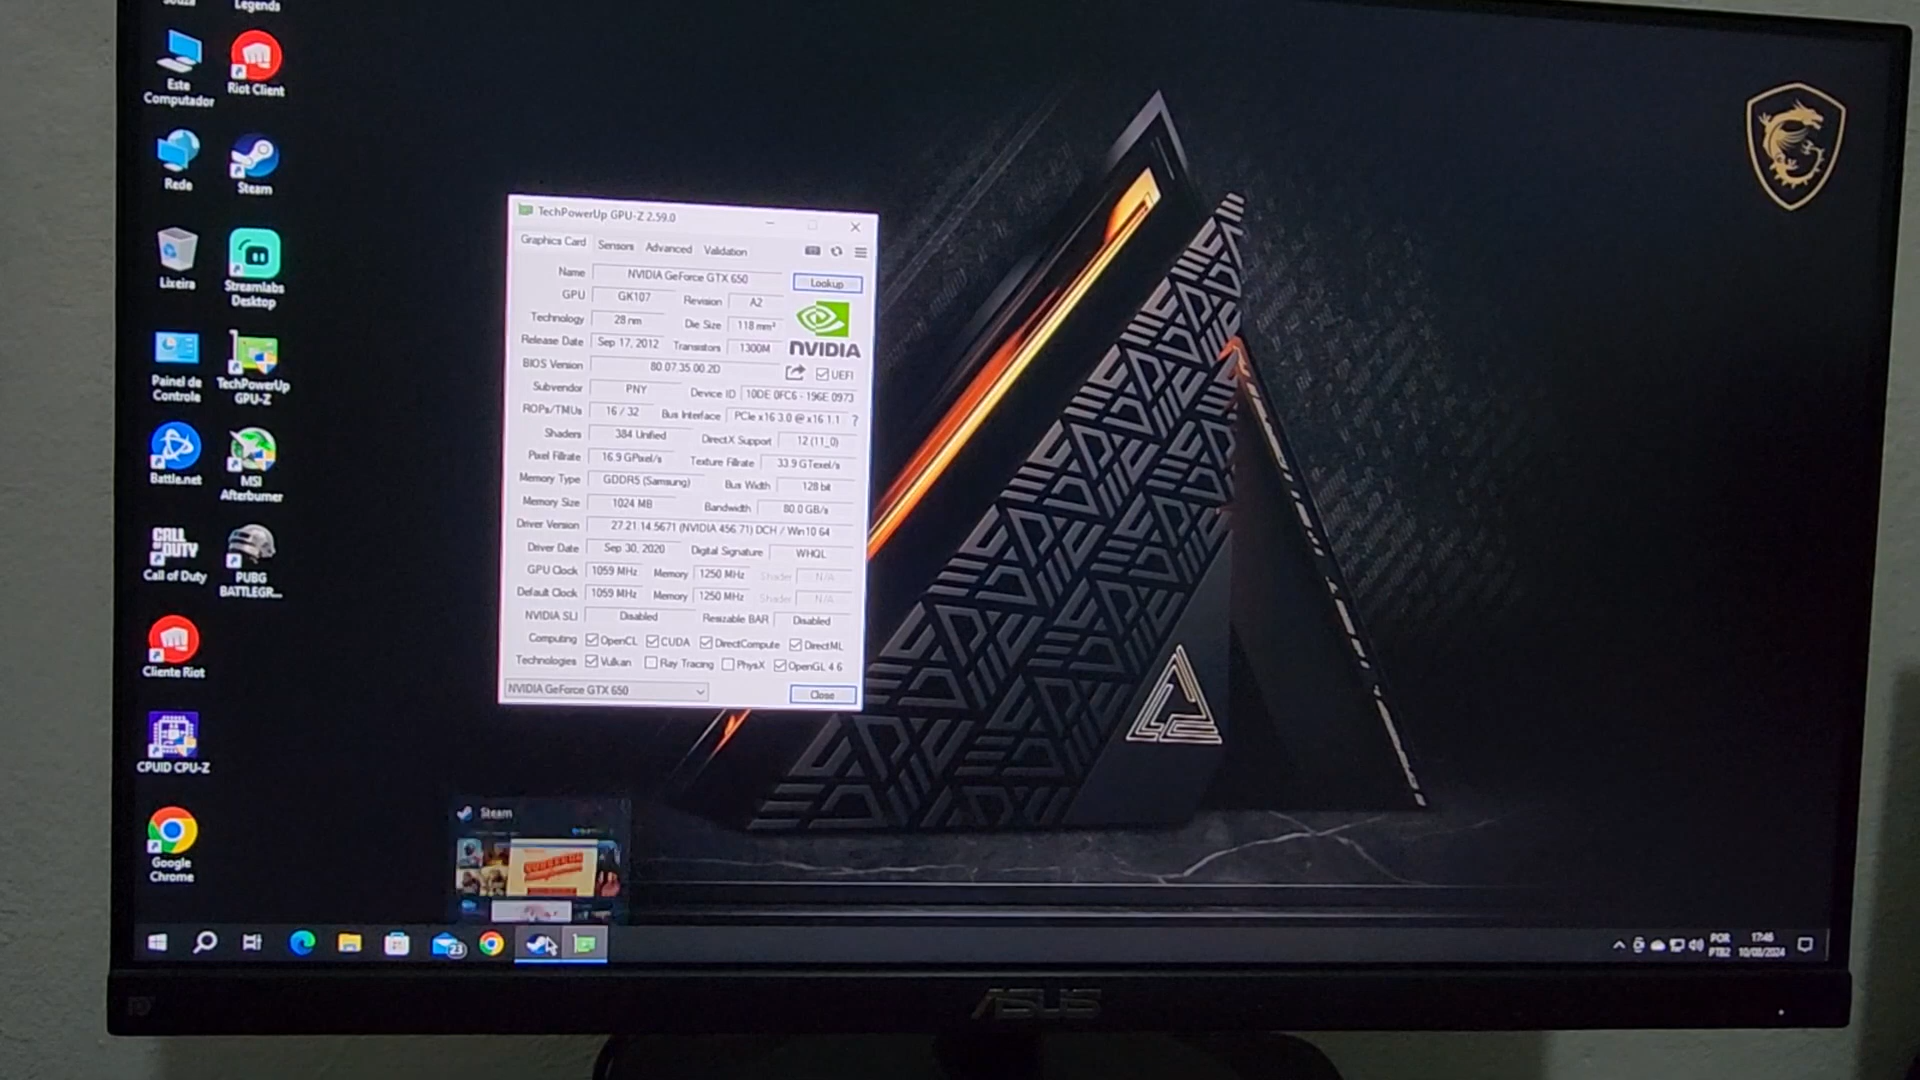 Souza
Legends
Este
Computador
Riot Client
Rede
Steam
Lixeira
Streamlabs
Desktop
Painel de
Controle
TechPowerUp
GPU-Z
Battle.net
MSI
Afterburner
CALL OF DUTY
Call of Duty
PUBG
BATTLEGR...
Cliente Riot
CPUID CPU-Z
Google
Chrome
TechPowerUp GPU-Z 2.59.0
Graphics Card Sensors Advanced Validation
Name NVIDIA GeForce GTX 650 Lookup
GPU GK107 Revision A2
Technology 28 nm Die Size 118 mm²
Release Date Sep 17, 2012 Transistors 1300M
NVIDIA
BIOS Version 80.07.35.00.2D UEFI
Subvendor PNY Device ID 10DE 0FC6 - 196E 0973
ROPs/TMUs 16 / 32 Bus Interface PCIe x16 3.0 @ x16 1.1 ?
Shaders 384 Unified DirectX Support 12 (11_0)
Pixel Fillrate 16.9 GPixel/s Texture Fillrate 33.9 GTexel/s
Memory Type GDDR5 (Samsung) Bus Width 128 bit
Memory Size 1024 MB Bandwidth 80.0 GB/s
Driver Version 27.21.14.5671 (NVIDIA 456.71) DCH / Win10 64
Driver Date Sep 30, 2020 Digital Signature WHQL
GPU Clock 1059 MHz Memory 1250 MHz Shader N/A
Default Clock 1059 MHz Memory 1250 MHz Shader N/A
NVIDIA SLI Disabled Resizable BAR Disabled
Computing OpenCL CUDA DirectCompute DirectML
Technologies Vulkan Ray Tracing PhysX OpenGL 4.6
NVIDIA GeForce GTX 650 Close
Steam
23
POR
PTB2
17:46
10/08/2024
ASUS